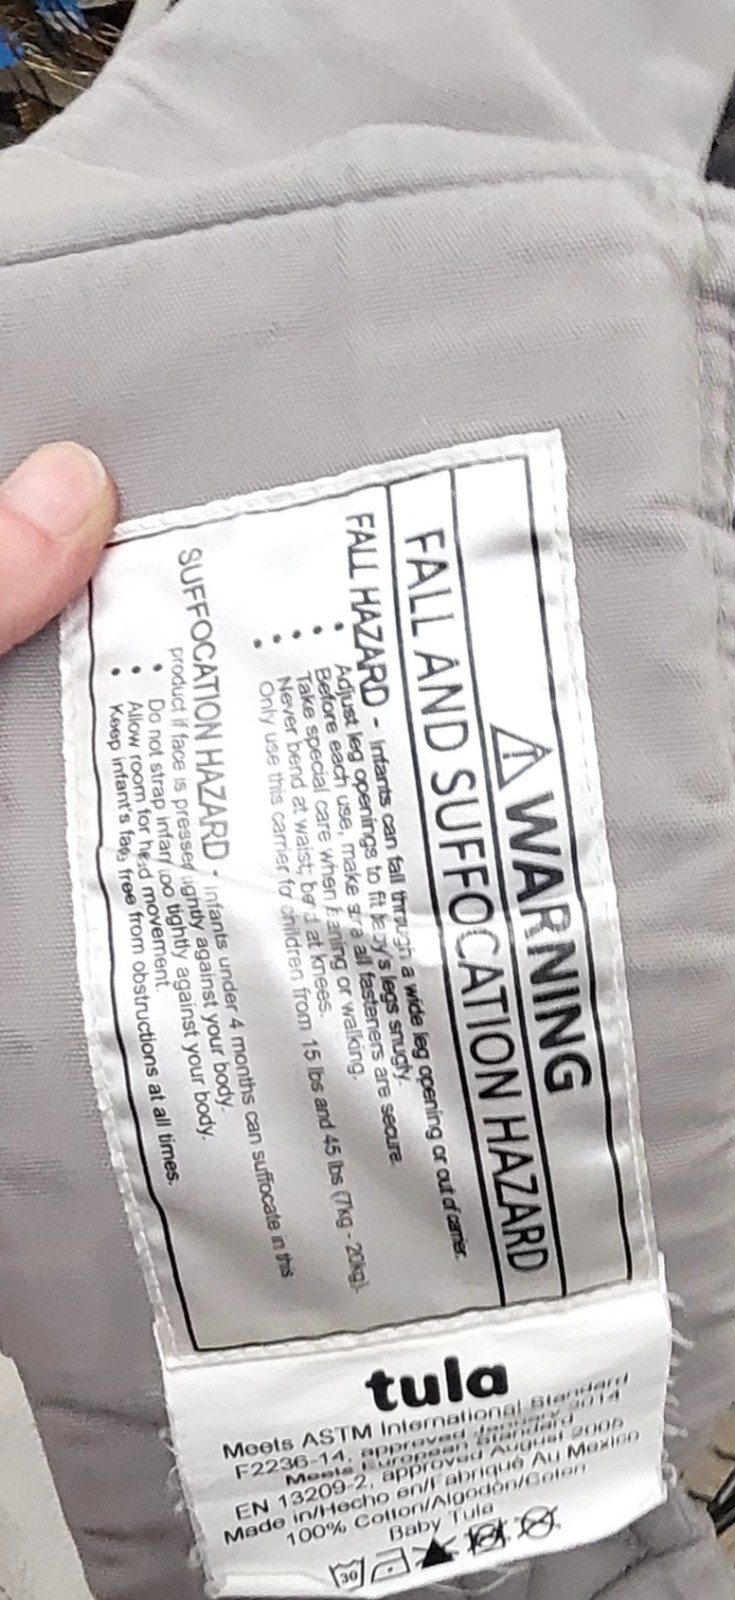 WARNING
FALL AND SUFFOCATION HAZARD
FALL HAZARD - Infants can fall through a wide leg opening or out of carrier.
• Adjust leg openings to fit baby's legs snugly.
• Before each use, make sure all fasteners are secure.
• Take special care when leaning or walking.
• Never bend at waist; bend at knees.
• Only use this carrier for children from 15 lbs and 45 lbs (7kg - 20kg).
SUFFOCATION HAZARD - Infants under 4 months can suffocate in this
product if face is pressed tightly against your body.
• Do not strap infant too tightly against your body.
• Allow room for head movement.
• Keep infant's face free from obstructions at all times.
tula
Meets ASTM International Standard
F2236-14, approved January 2014
Meets European Standard
EN 13209-2, approved August 2005
Made in/Hecho en/Fabriqué Au Mexico
100% Cotton/Algodón/Coton
Baby Tula
30